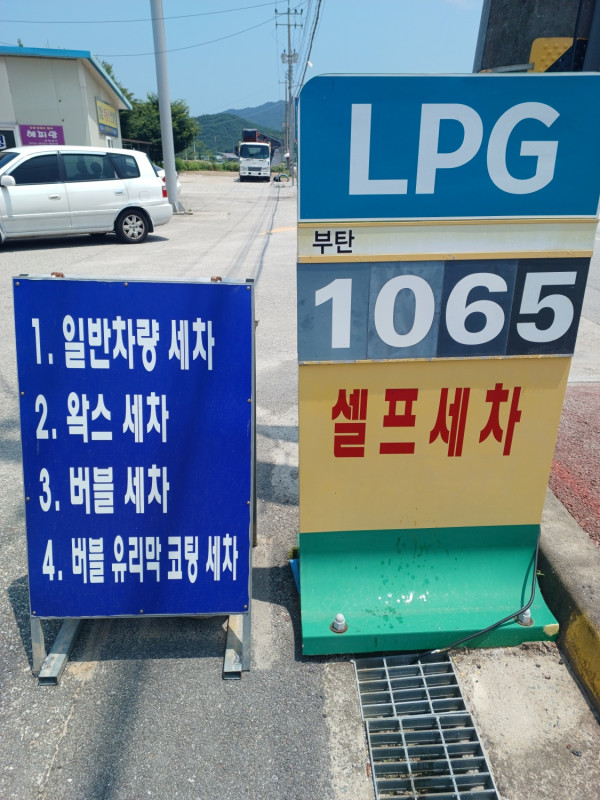 LPG
부탄
1065
셀프세차
1. 일반차량 세차
2. 왁스 세차
3. 버블 세차
4. 버블 유리막 코팅 세차